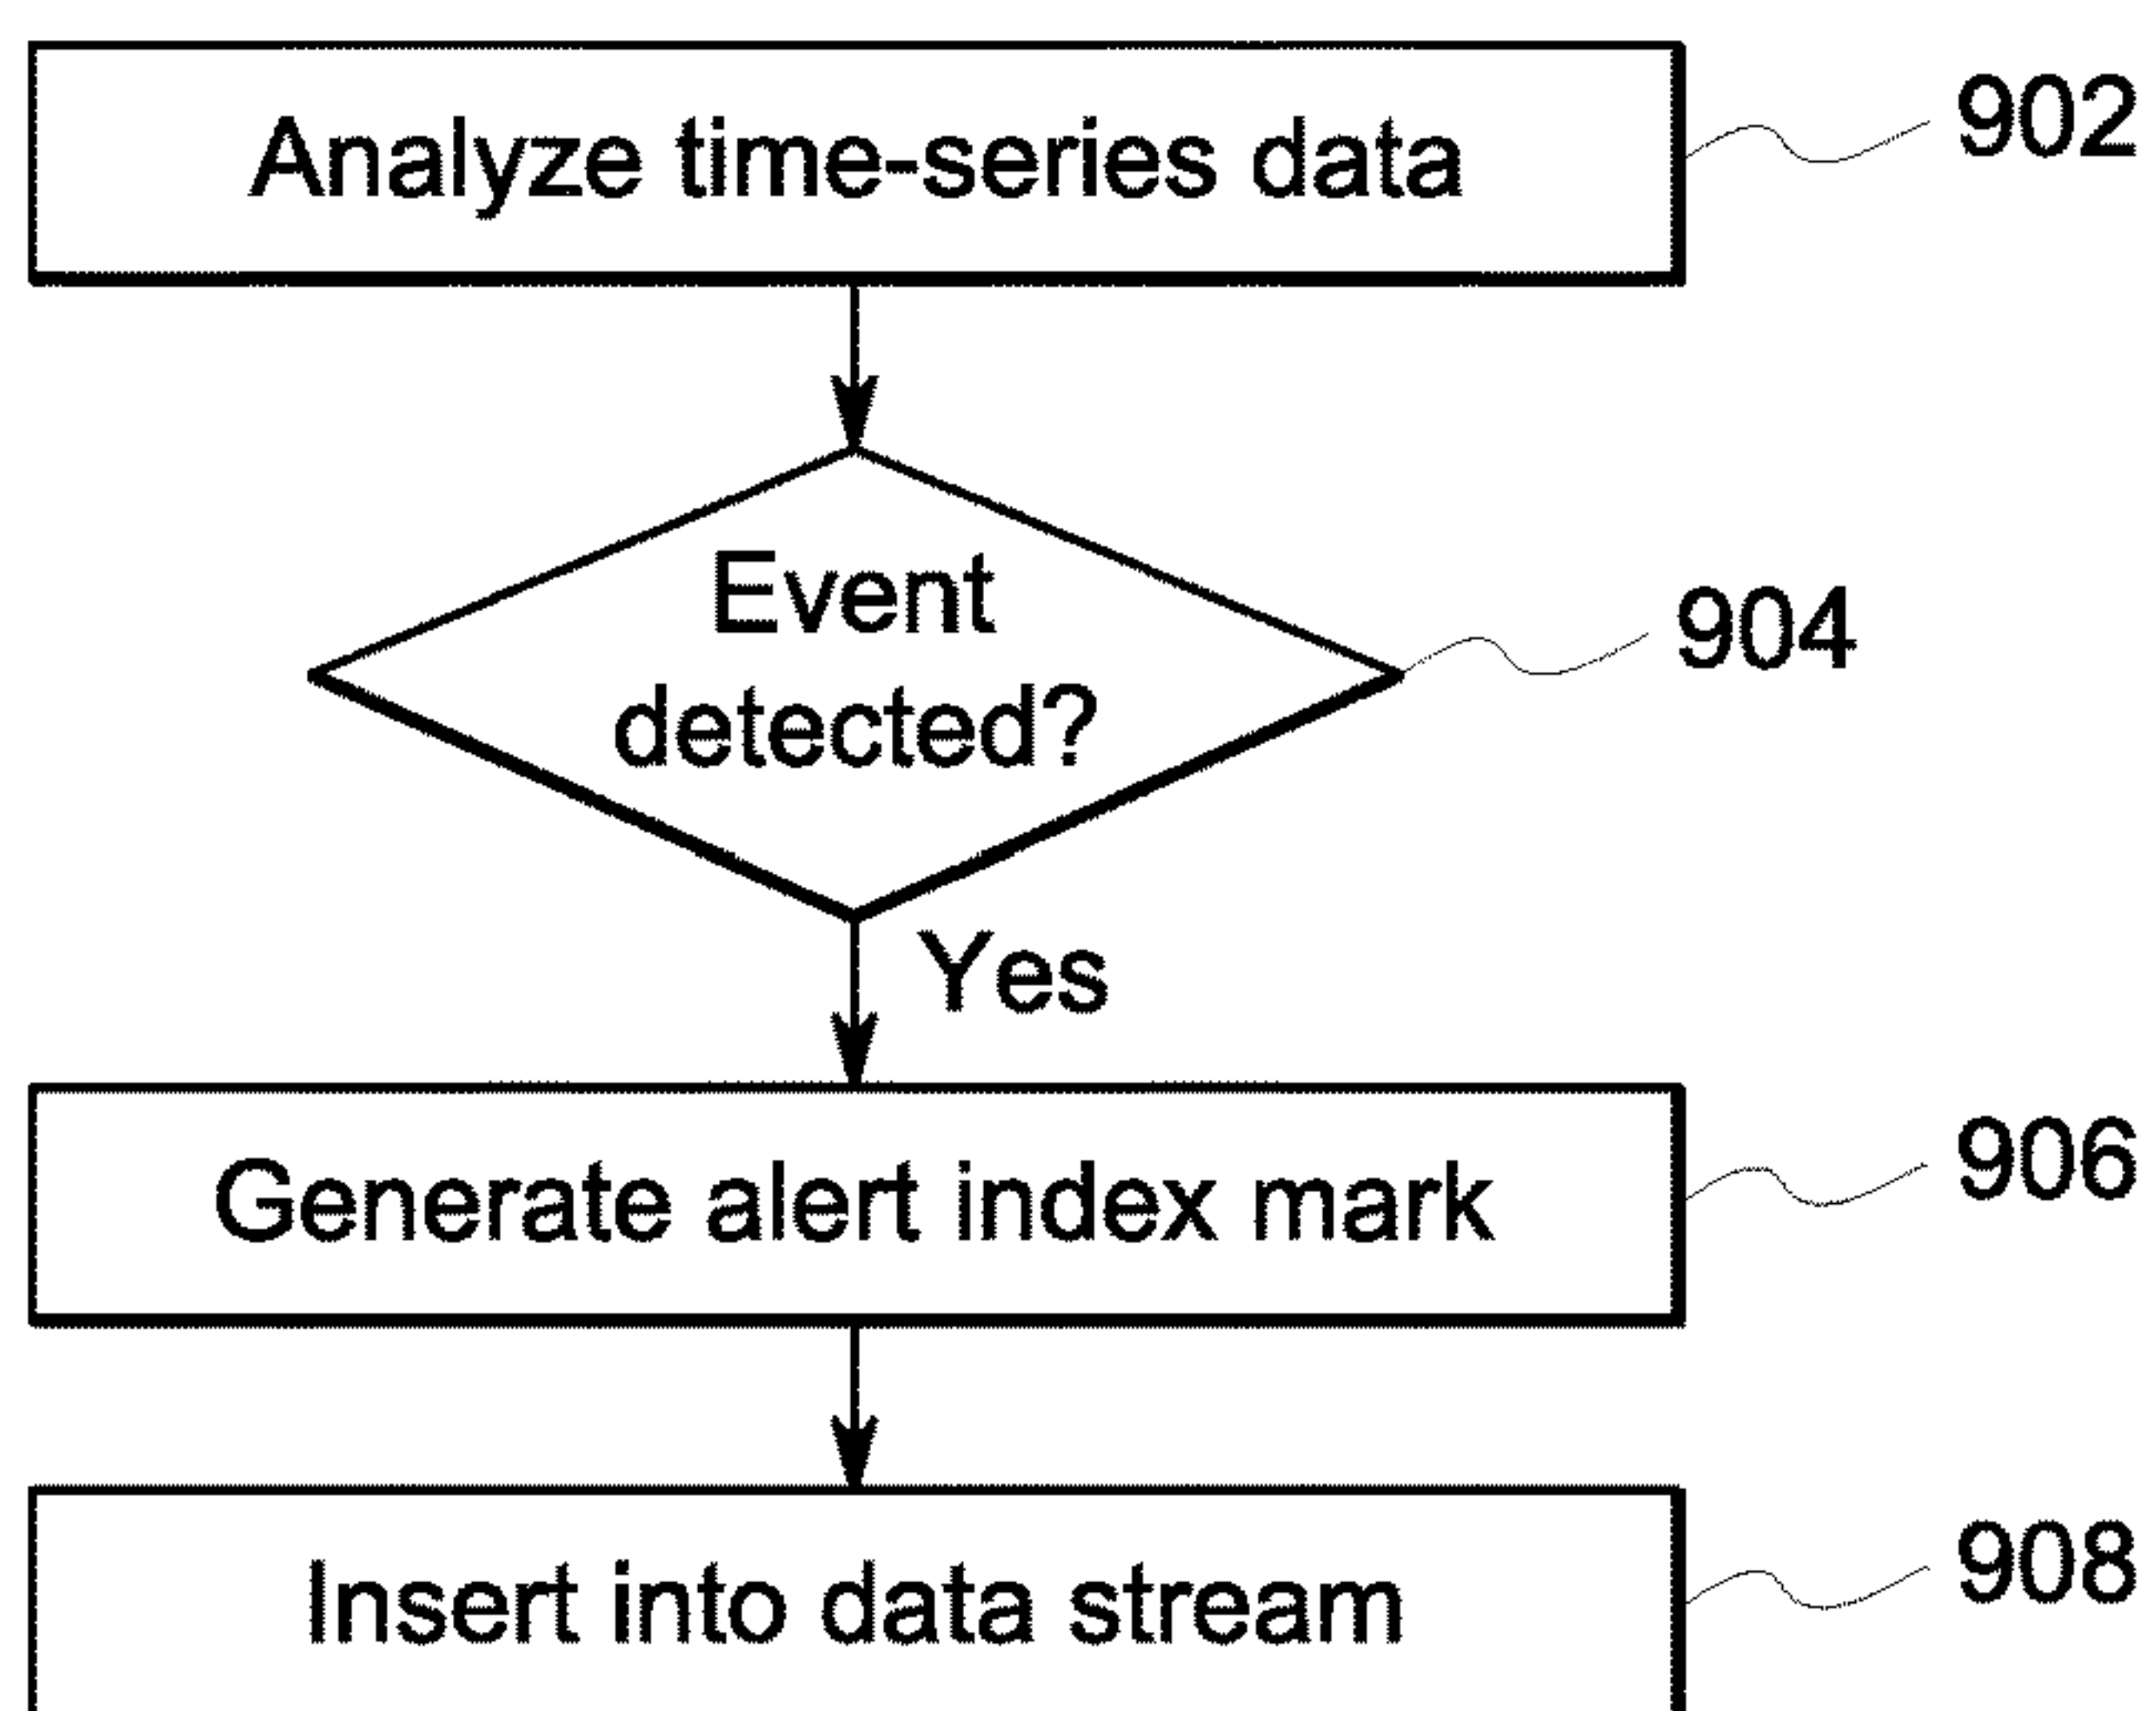 Analyze time-series data
902
Event
detected?
904
Yes
Generate alert index mark
906
Insert into data stream
908